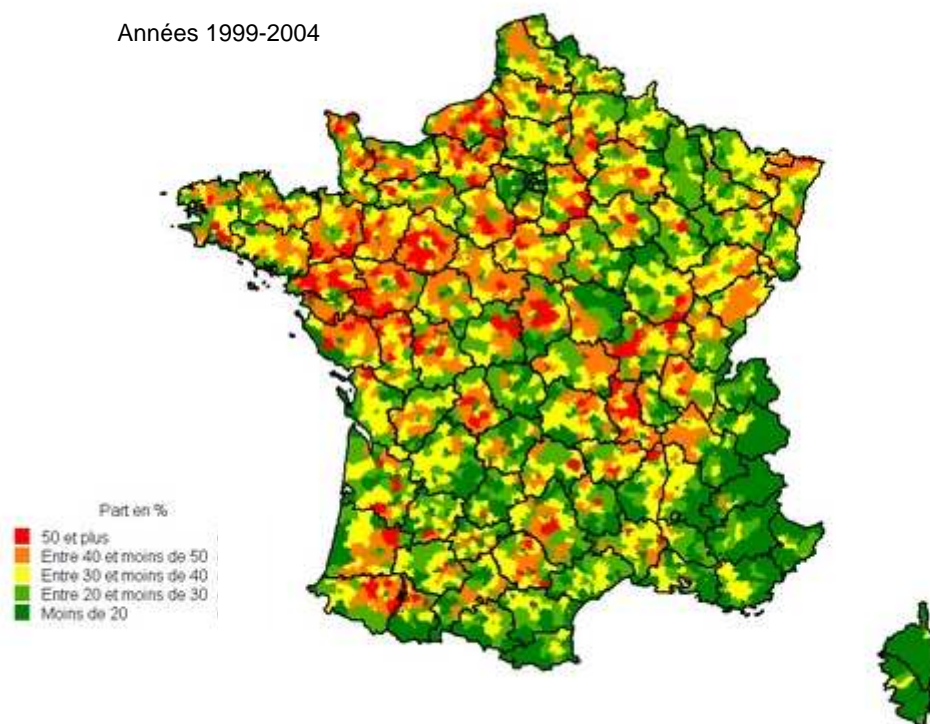 Années 1999-2004
Part en %
50 et plus
Entre 40 et moins de 50
Entre 30 et moins de 40
Entre 20 et moins de 30
Moins de 20